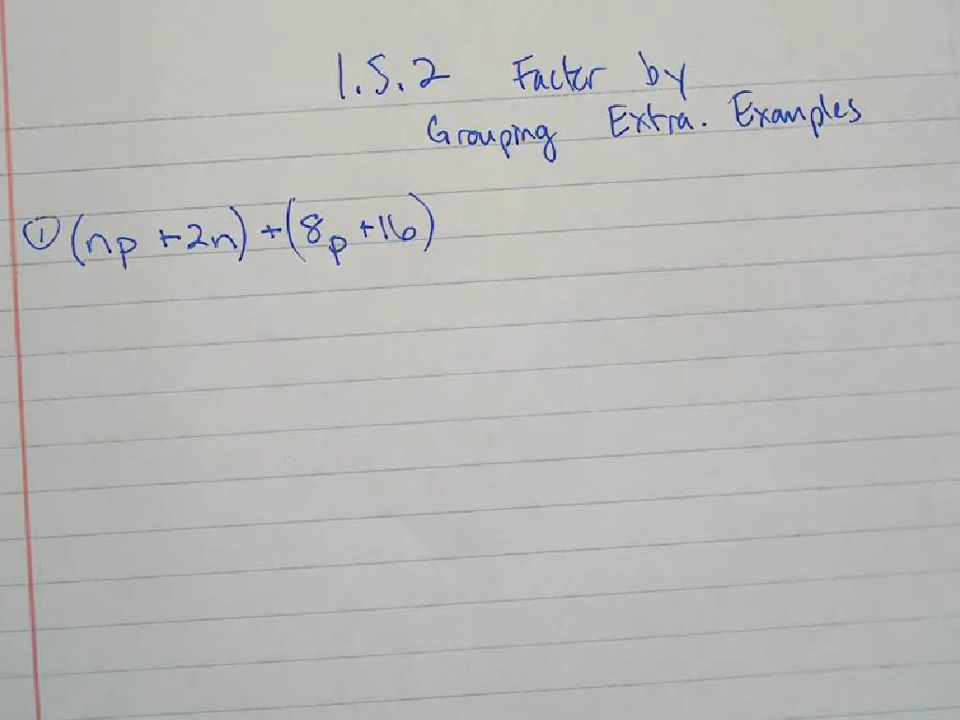 1.5.2 Factor by
Grouping Extra. Examples
① (np + 2n) + (8p + 16)